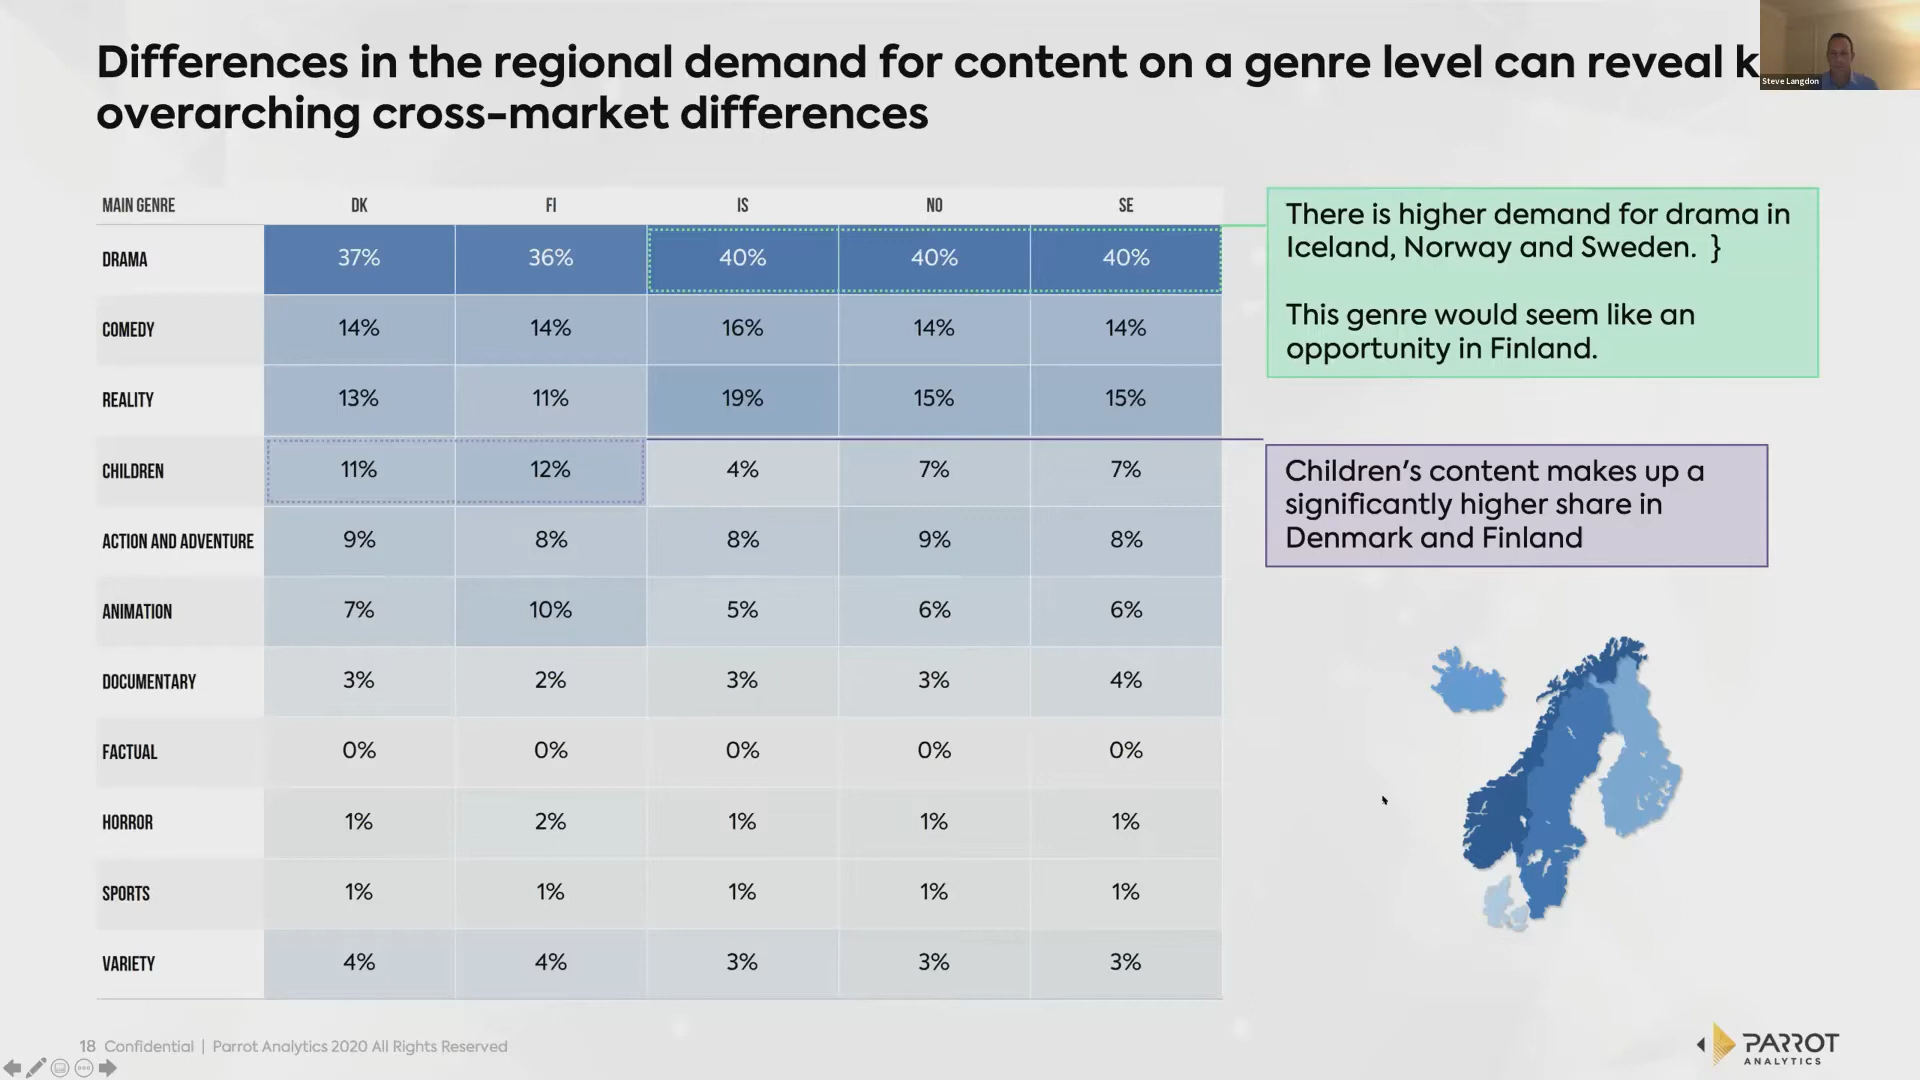 Differences in the regional demand for content on a genre level can reveal k
overarching cross-market differences
Steve Langdon
MAIN GENRE DK FI IS NO SE
DRAMA 37% 36% 40% 40% 40%
COMEDY 14% 14% 16% 14% 14%
REALITY 13% 11% 19% 15% 15%
CHILDREN 11% 12% 4% 7% 7%
ACTION AND ADVENTURE 9% 8% 8% 9% 8%
ANIMATION 7% 10% 5% 6% 6%
DOCUMENTARY 3% 2% 3% 3% 4%
FACTUAL 0% 0% 0% 0% 0%
HORROR 1% 2% 1% 1% 1%
SPORTS 1% 1% 1% 1% 1%
VARIETY 4% 4% 3% 3% 3%
There is higher demand for drama in
Iceland, Norway and Sweden. }
This genre would seem like an
opportunity in Finland.
Children's content makes up a
significantly higher share in
Denmark and Finland
18 Confidential | Parrot Analytics 2020 All Rights Reserved
PARROT
ANALYTICS